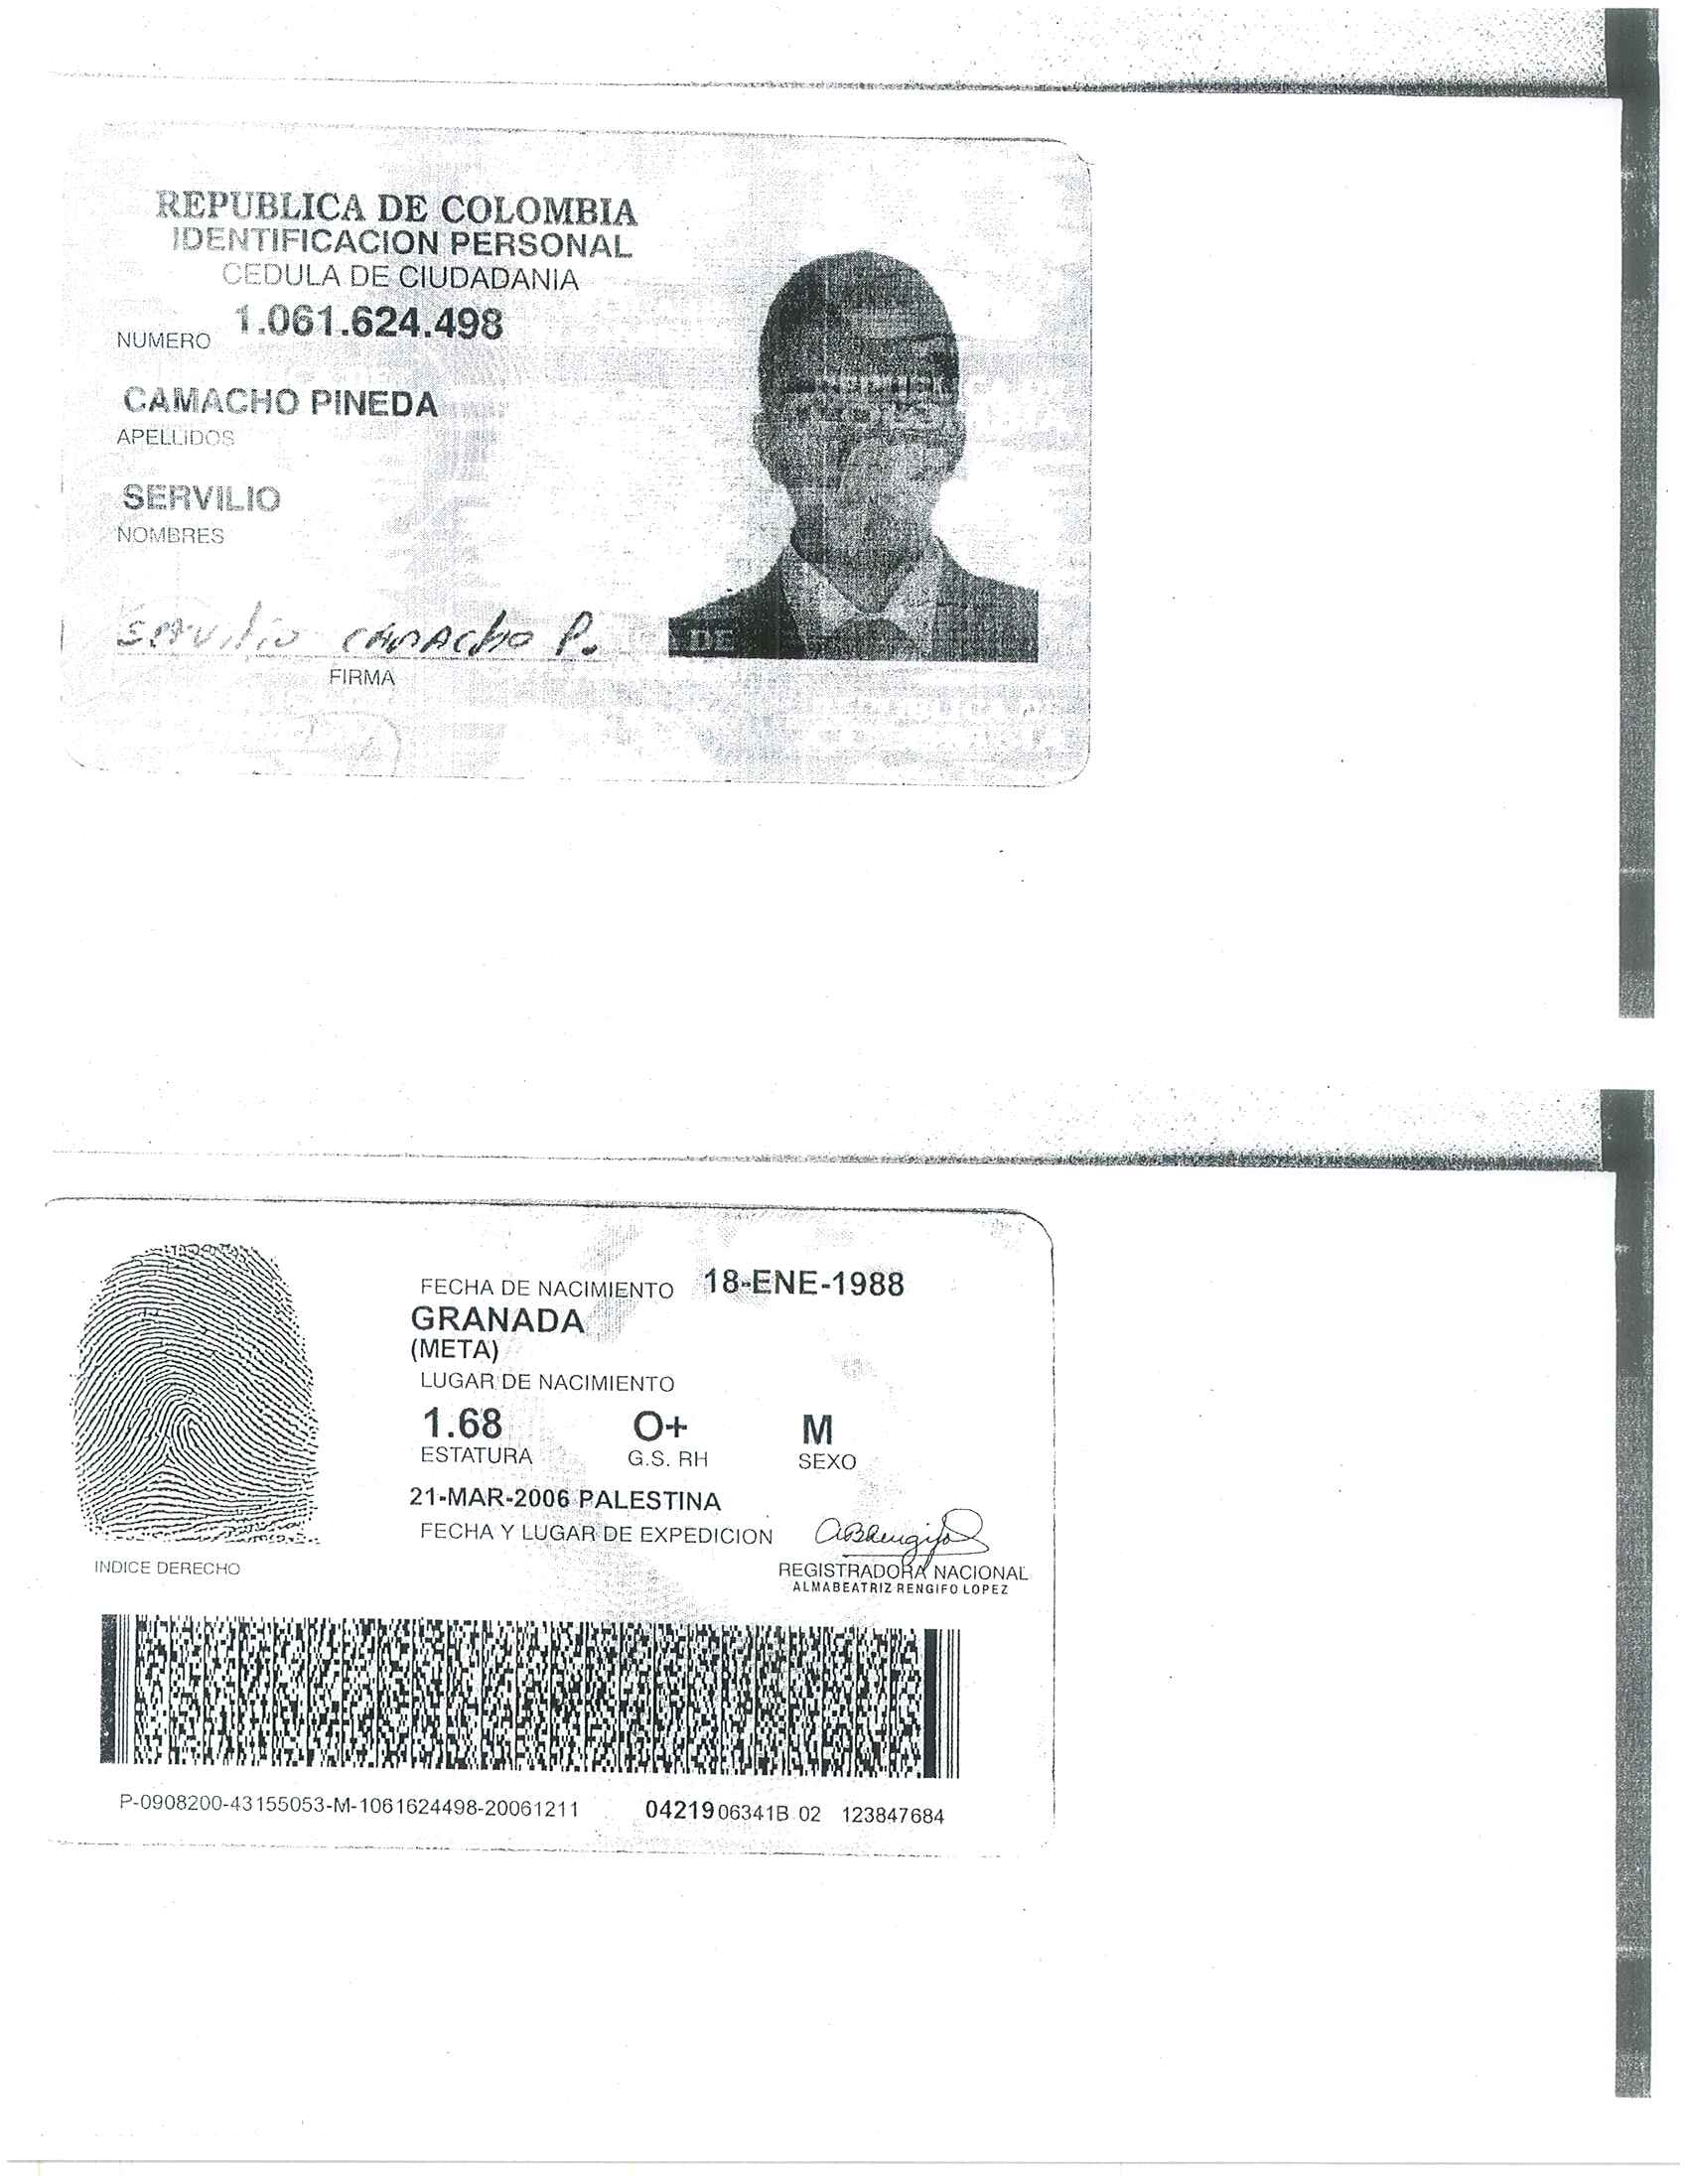 REPUBLICA DE COLOMBIA
IDENTIFICACION PERSONAL
CEDULA DE CIUDADANIA
NUMERO 1.061.624.498
CAMACHO PINEDA
APELLIDOS
SERVILIO
NOMBRES
Servilio Camacho P.
FIRMA
DE
FECHA DE NACIMIENTO 18-ENE-1988
GRANADA
(META)
LUGAR DE NACIMIENTO
1.68 O+ M
ESTATURA G.S. RH SEXO
21-MAR-2006 PALESTINA
FECHA Y LUGAR DE EXPEDICION
INDICE DERECHO
REGISTRADORA NACIONAL
ALMABEATRIZ RENGIFO LOPEZ
P-0908200-43155053-M-1061624498-20061211 0421906341B 02 123847684